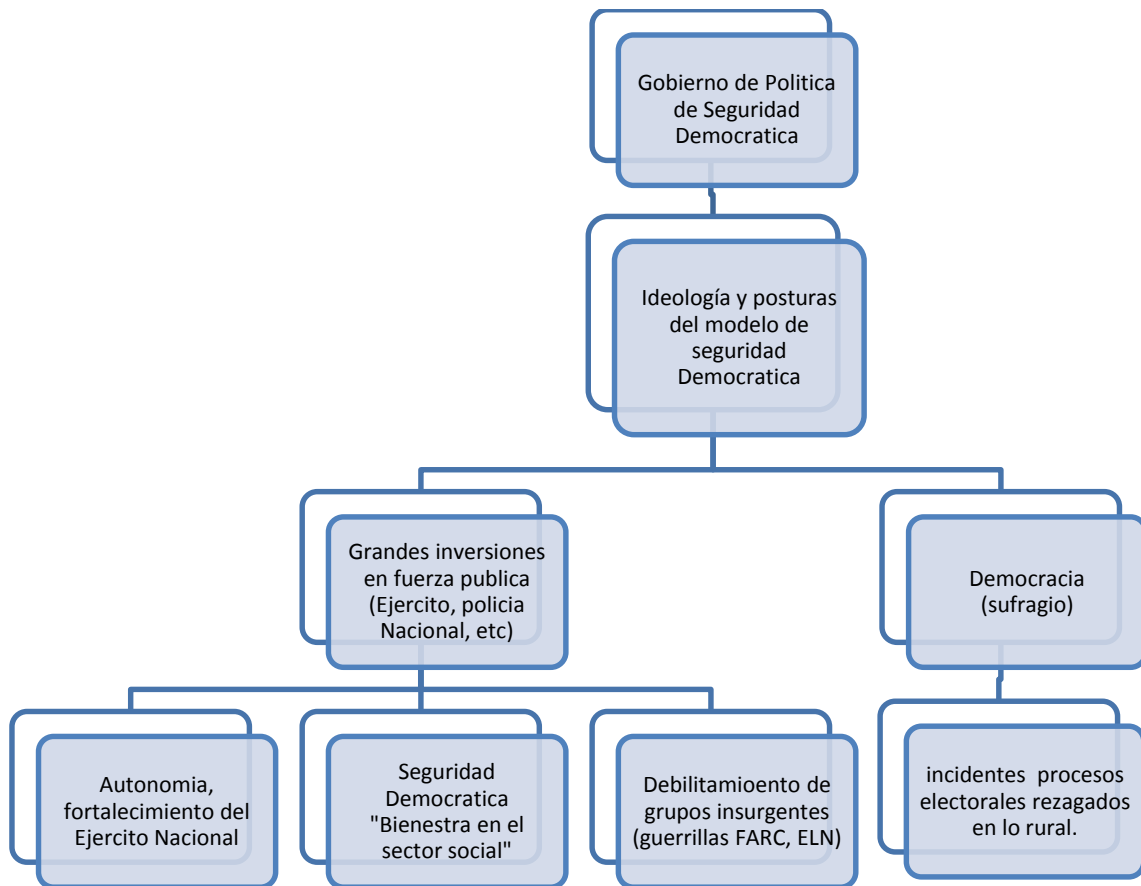 Gobierno de Politica
de Seguridad
Democratica
Ideología y posturas
del modelo de
seguridad
Democratica
Grandes inversiones
en fuerza publica
(Ejercito, policia
Nacional, etc)
Democracia
(sufragio)
Autonomia,
fortalecimiento del
Ejercito Nacional
Seguridad
Democratica
"Bienestra en el
sector social"
Debilitamioento de
grupos insurgentes
(guerrillas FARC, ELN)
incidentes procesos
electorales rezagados
en lo rural.